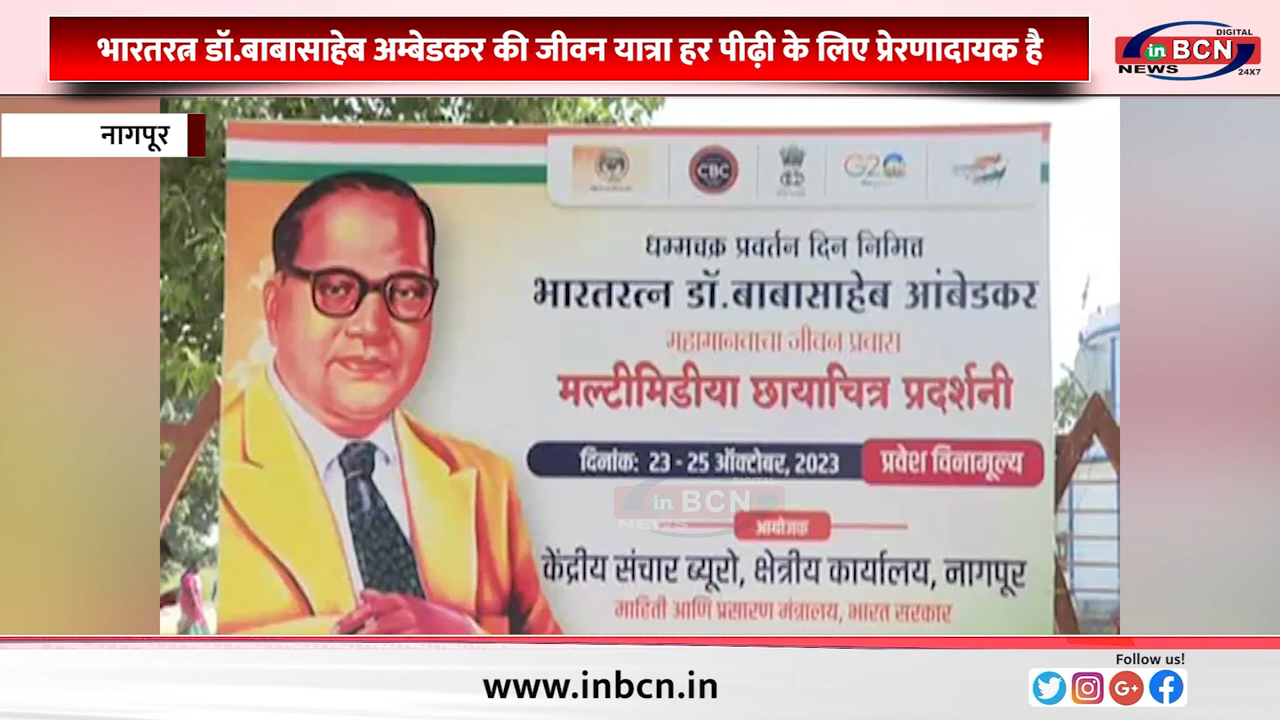 भारतरत्न डॉ.बाबासाहेब अम्बेडकर की जीवन यात्रा हर पीढ़ी के लिए प्रेरणादायक है
DIGITAL
in BCN
NEWS 24X7
नागपूर
CBC
G20
धम्मचक्र प्रवर्तन दिन निमित्त
भारतरत्न डॉ.बाबासाहेब आंबेडकर
महामानवाचा जीवन प्रवास
मल्टीमिडीया छायाचित्र प्रदर्शनी
दिनांक: 23 - 25 ऑक्टोबर, 2023 प्रवेश विनामूल्य
DIGITAL
in BCN
NEWS
आयोजक
केंद्रीय संचार ब्यूरो, क्षेत्रीय कार्यालय, नागपूर
माहिती आणि प्रसारण मंत्रालय, भारत सरकार
Follow us!
www.inbcn.in